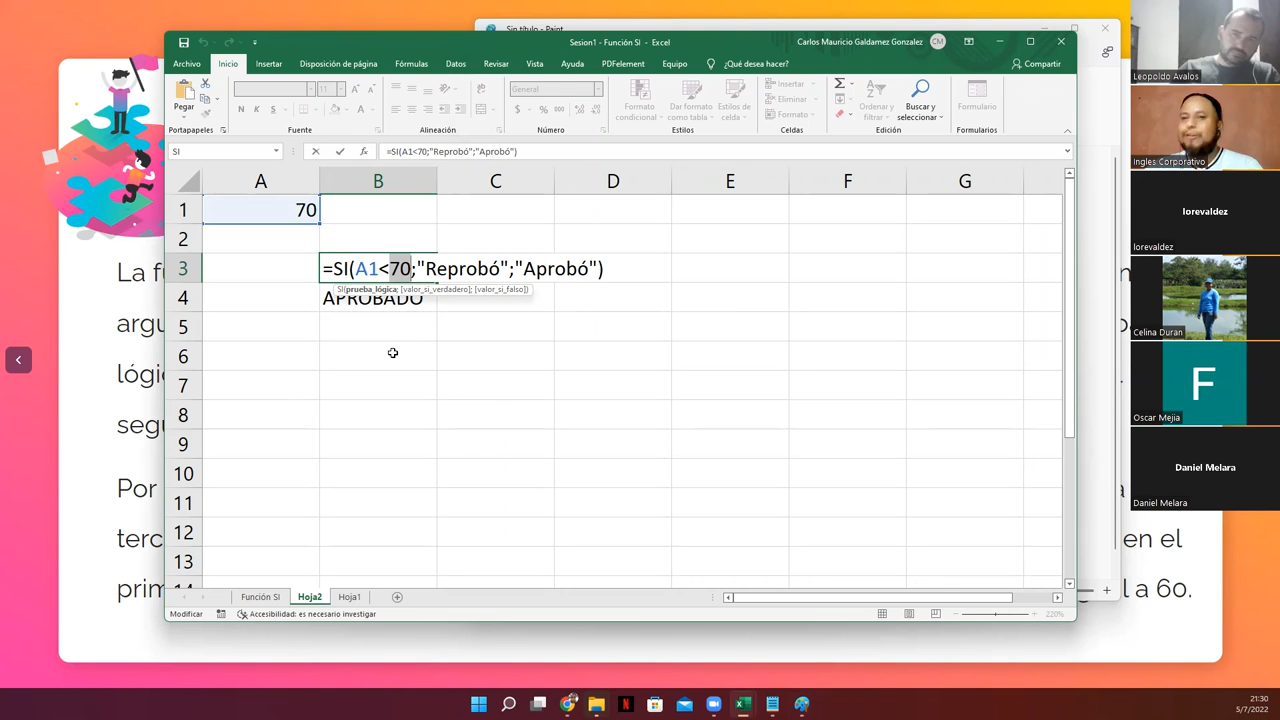 Sin título - Paint
Sesion1 - Función SI - Excel
Carlos Mauricio Galdamez Gonzalez
CM
Archivo
Inicio
Insertar
Disposición de página
Fórmulas
Datos
Revisar
Vista
Ayuda
PDFelement
Equipo
¿Qué desea hacer?
Compartir
Pegar
N
K
S
11
General
Formato condicional
Dar formato como tabla
Estilos de celda
Insertar
Eliminar
Formato
Ordenar y filtrar
Buscar y seleccionar
Formulario
Portapapeles
Fuente
Alineación
Número
Estilos
Celdas
Edición
Formularios
SI
=SI(A1<70;"Reprobó";"Aprobó")
A B C D E F G
1 70
2
3 =SI(A1<70;"Reprobó";"Aprobó")
SI(prueba_lógica; [valor_si_verdadero]; [valor_si_falso])
4 APROBADO
5
6
7
8
9
10
11
12
13
Función SI
Hoja2
Hoja1
Modificar
Accesibilidad: es necesario investigar
220%
La fu
argu
lógic
segu
Por
terc
en el
prim
l a 60.
Leopoldo Avalos
Ingles Corporativo
lorevaldez
lorevaldez
Celina Duran
F
Oscar Mejia
Daniel Melara
Daniel Melara
21:30
5/7/2022